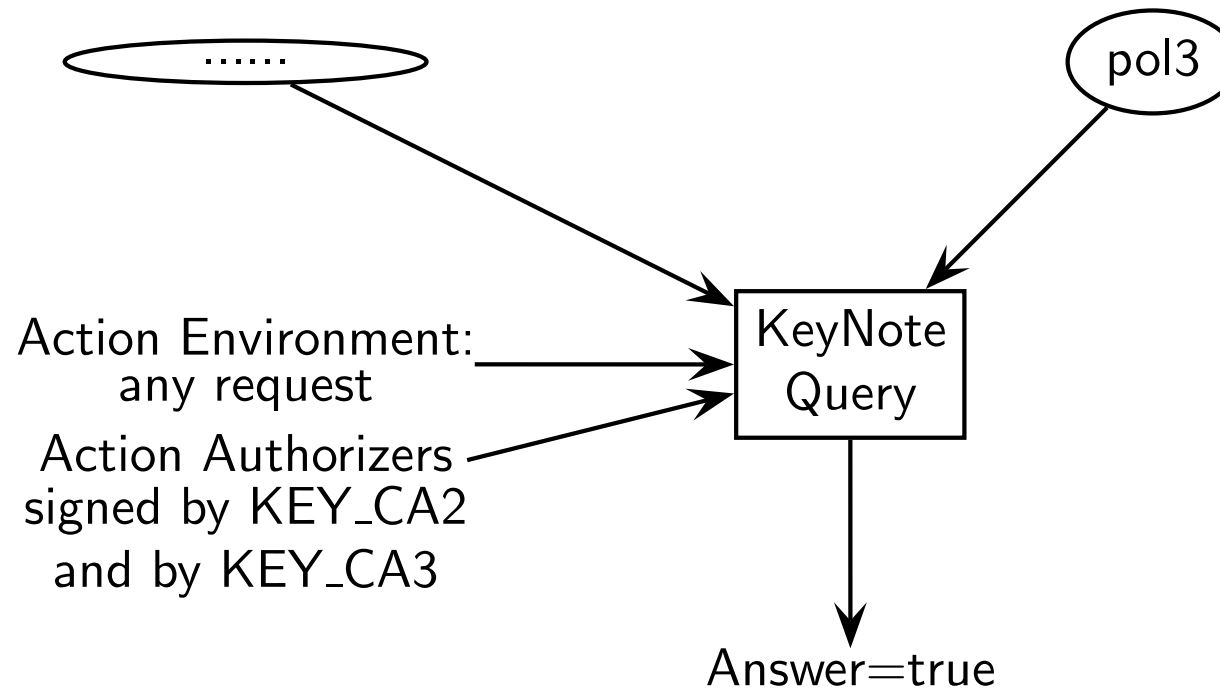 ......
pol3
KeyNote
Query
Action Environment:
any request
Action Authorizers
signed by KEY_CA2
and by KEY_CA3
Answer=true